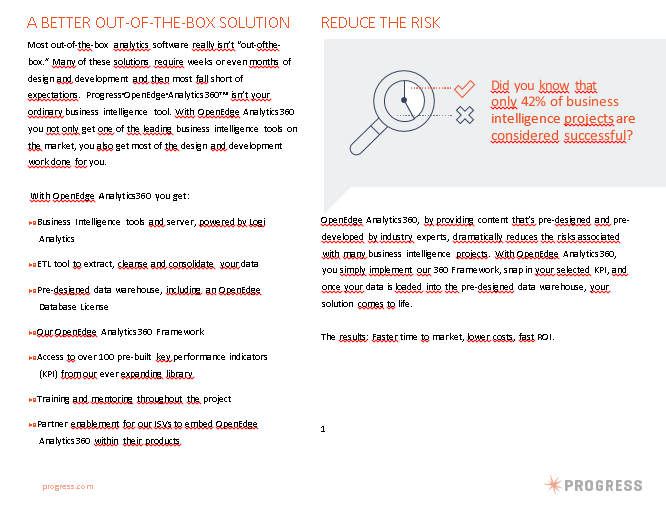 A BETTER OUT-OF-THE-BOX SOLUTION
Most out-of-the-box analytics software really isn't "out-of-the-
box." Many of these solutions require weeks or even months of
design and development and then most fall short of
expectations. Progress®OpenEdge®Analytics360™ isn't your
ordinary business intelligence tool. With OpenEdge Analytics360
you not only get one of the leading business intelligence tools on
the market, you also get most of the design and development
work done for you.
With OpenEdge Analytics360 you get:
Business Intelligence tools and server, powered by Logi
Analytics
ETL tool to extract, cleanse and consolidate your data
Pre-designed data warehouse, including an OpenEdge
Database License
Our OpenEdge Analytics360 Framework
Access to over 100 pre-built key performance indicators
(KPI) from our ever expanding library
Training and mentoring throughout the project
Partner enablement for our ISVs to embed OpenEdge
Analytics360 within their products
REDUCE THE RISK
Did you know that
only 42% of business
intelligence projects are
considered successful?
OpenEdge Analytics360, by providing content that's pre-designed and pre-
developed by industry experts, dramatically reduces the risks associated
with many business intelligence projects. With OpenEdge Analytics360,
you simply implement our 360 Framework, snap in your selected KPI, and
once your data is loaded into the pre-designed data warehouse, your
solution comes to life.
The results: Faster time to market, lower costs, fast ROI.
1
progress.com
PROGRESS